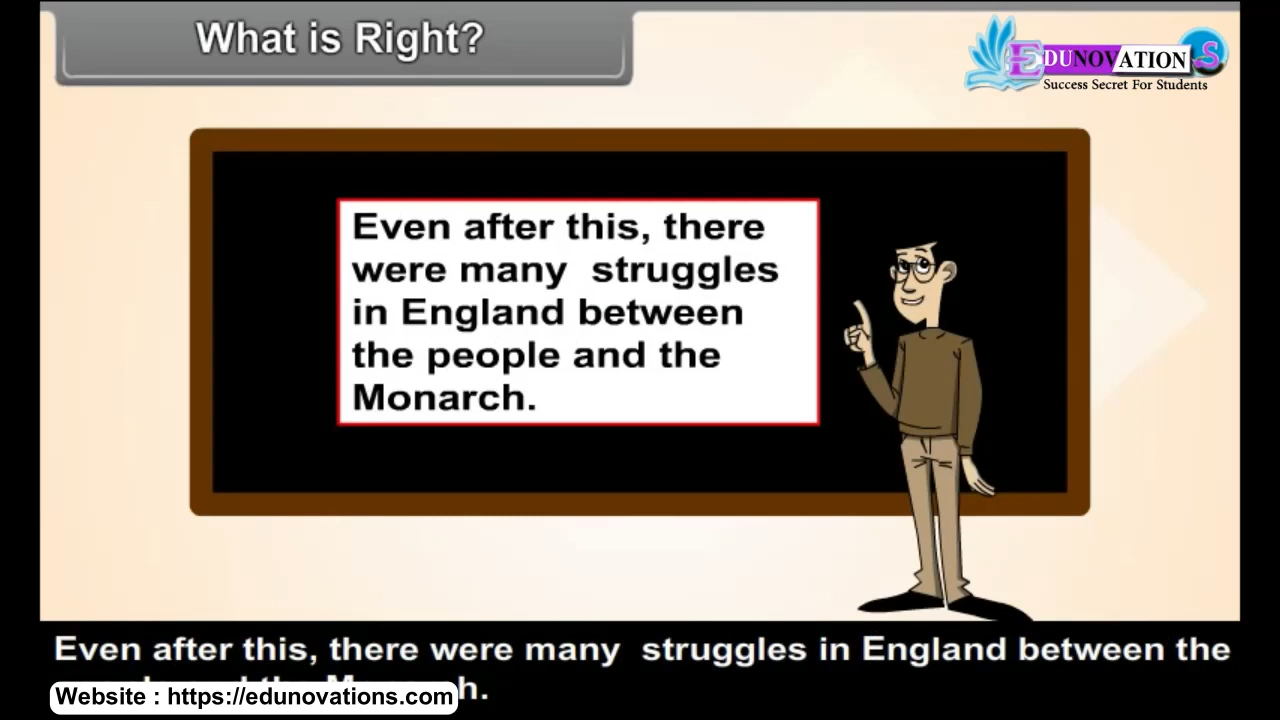 What is Right?
EDUNOVATION S
Success Secret For Students
Even after this, there
were many  struggles
in England between
the people and the
Monarch.
Even after this, there were many  struggles in England between the
h.
Website : https://edunovations.com